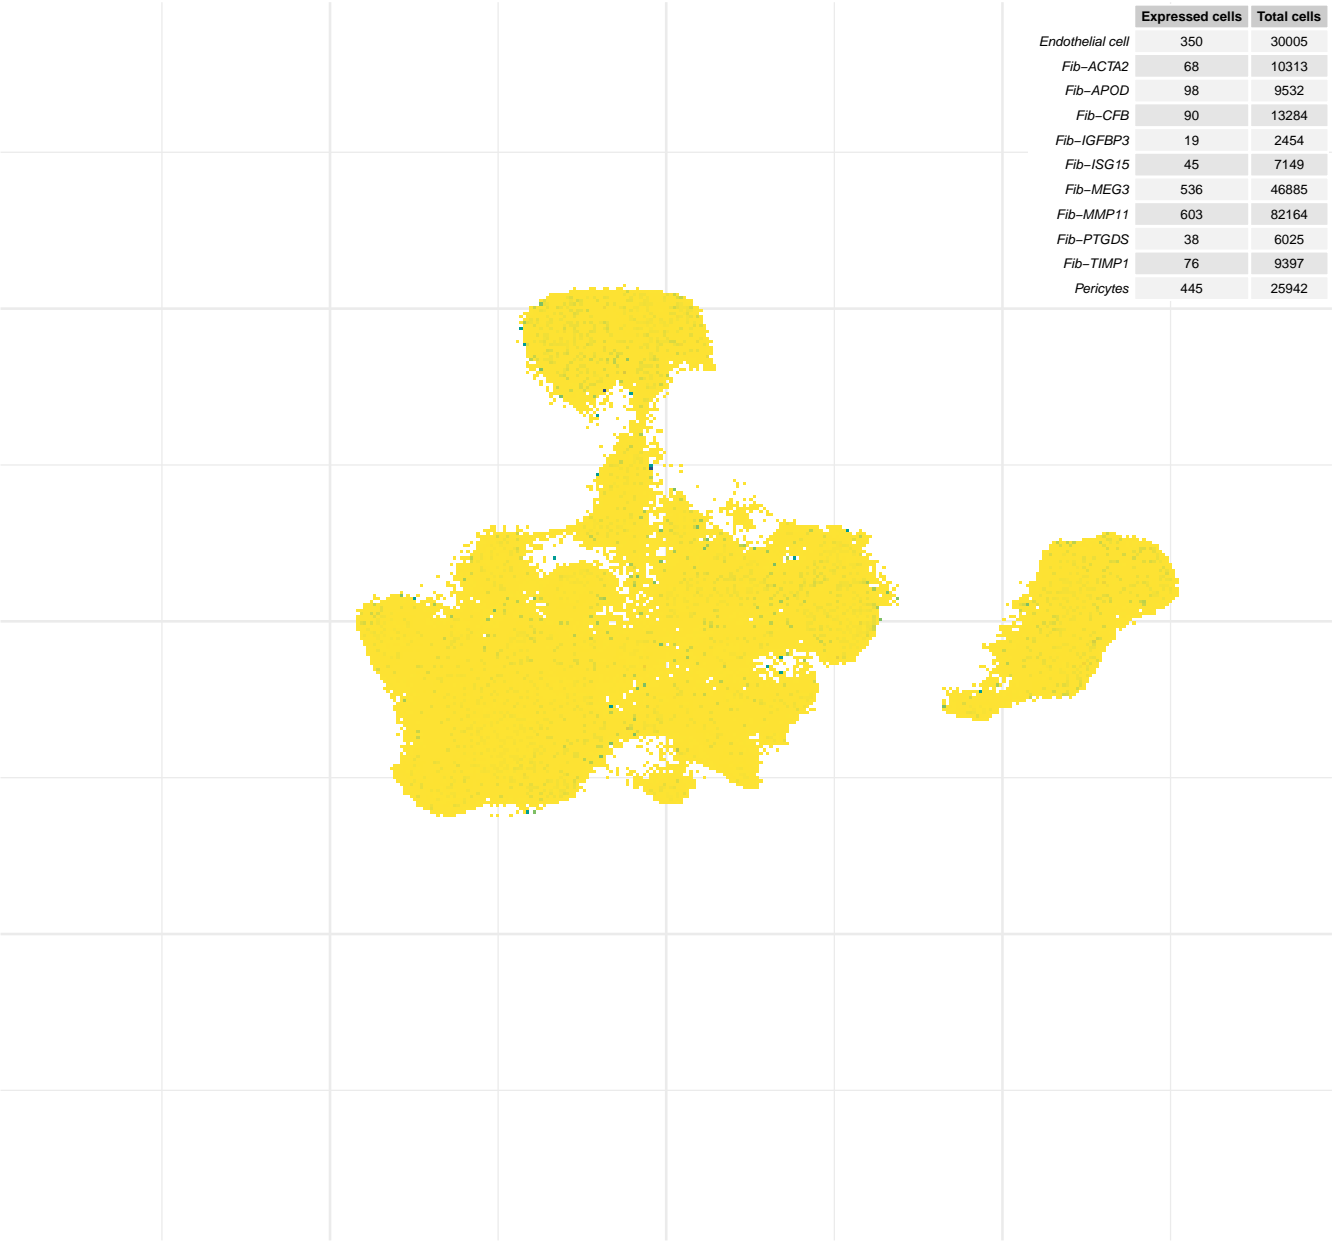 Expressed cells Total cells
Endothelial cell 350 30005
Fib−ACTA2 68 10313
Fib−APOD 98 9532
Fib−CFB 90 13284
Fib−IGFBP3 19 2454
Fib−ISG15 45 7149
Fib−MEG3 536 46885
Fib−MMP11 603 82164
Fib−PTGDS 38 6025
Fib−TIMP1 76 9397
Pericytes 445 25942